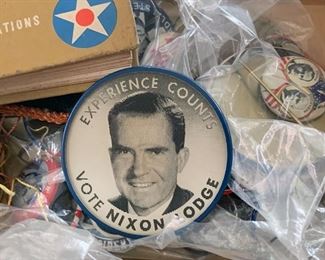 ATIONS
EXPERIENCE COUNTS
VOTE NIXON LODGE